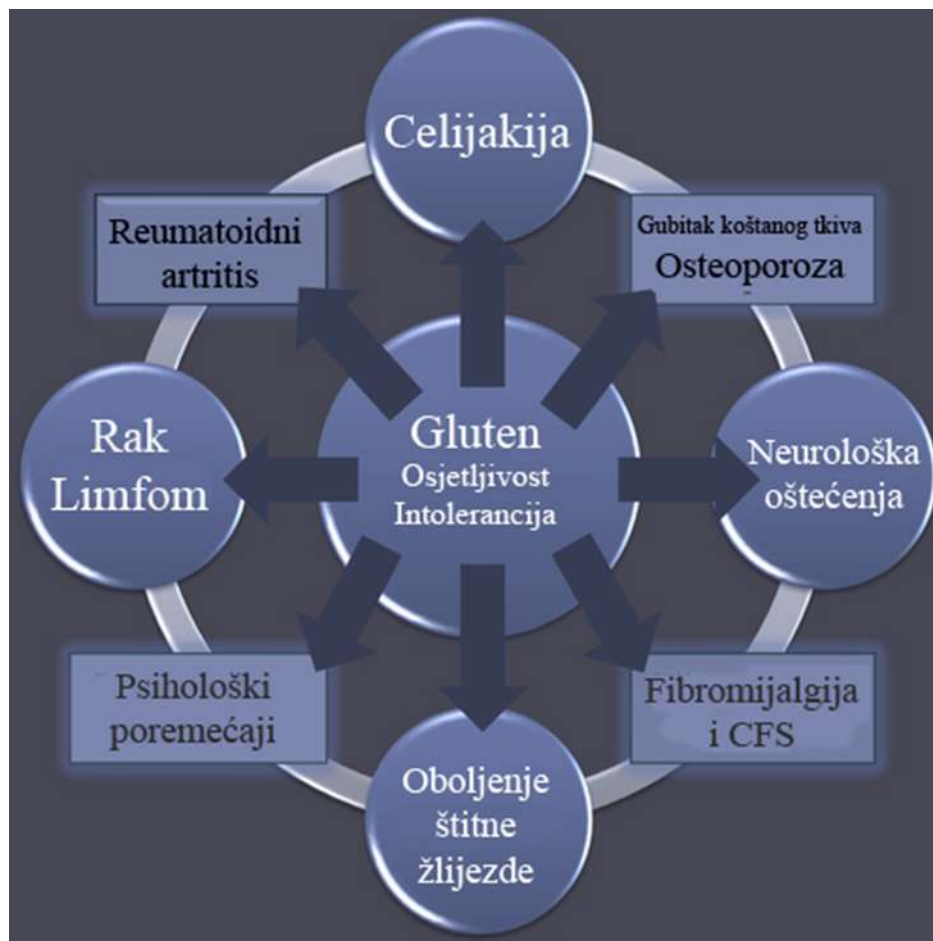 Celijakija
Reumatoidni
artritis
Gubitak koštanog tkiva
Osteoporoza
Rak
Limfom
Gluten
Osjetljivost
Intolerancija
Neurološka
oštećenja
Psihološki
poremećaji
Fibromijalgija
i CFS
Oboljenje
štitne
žlijezde